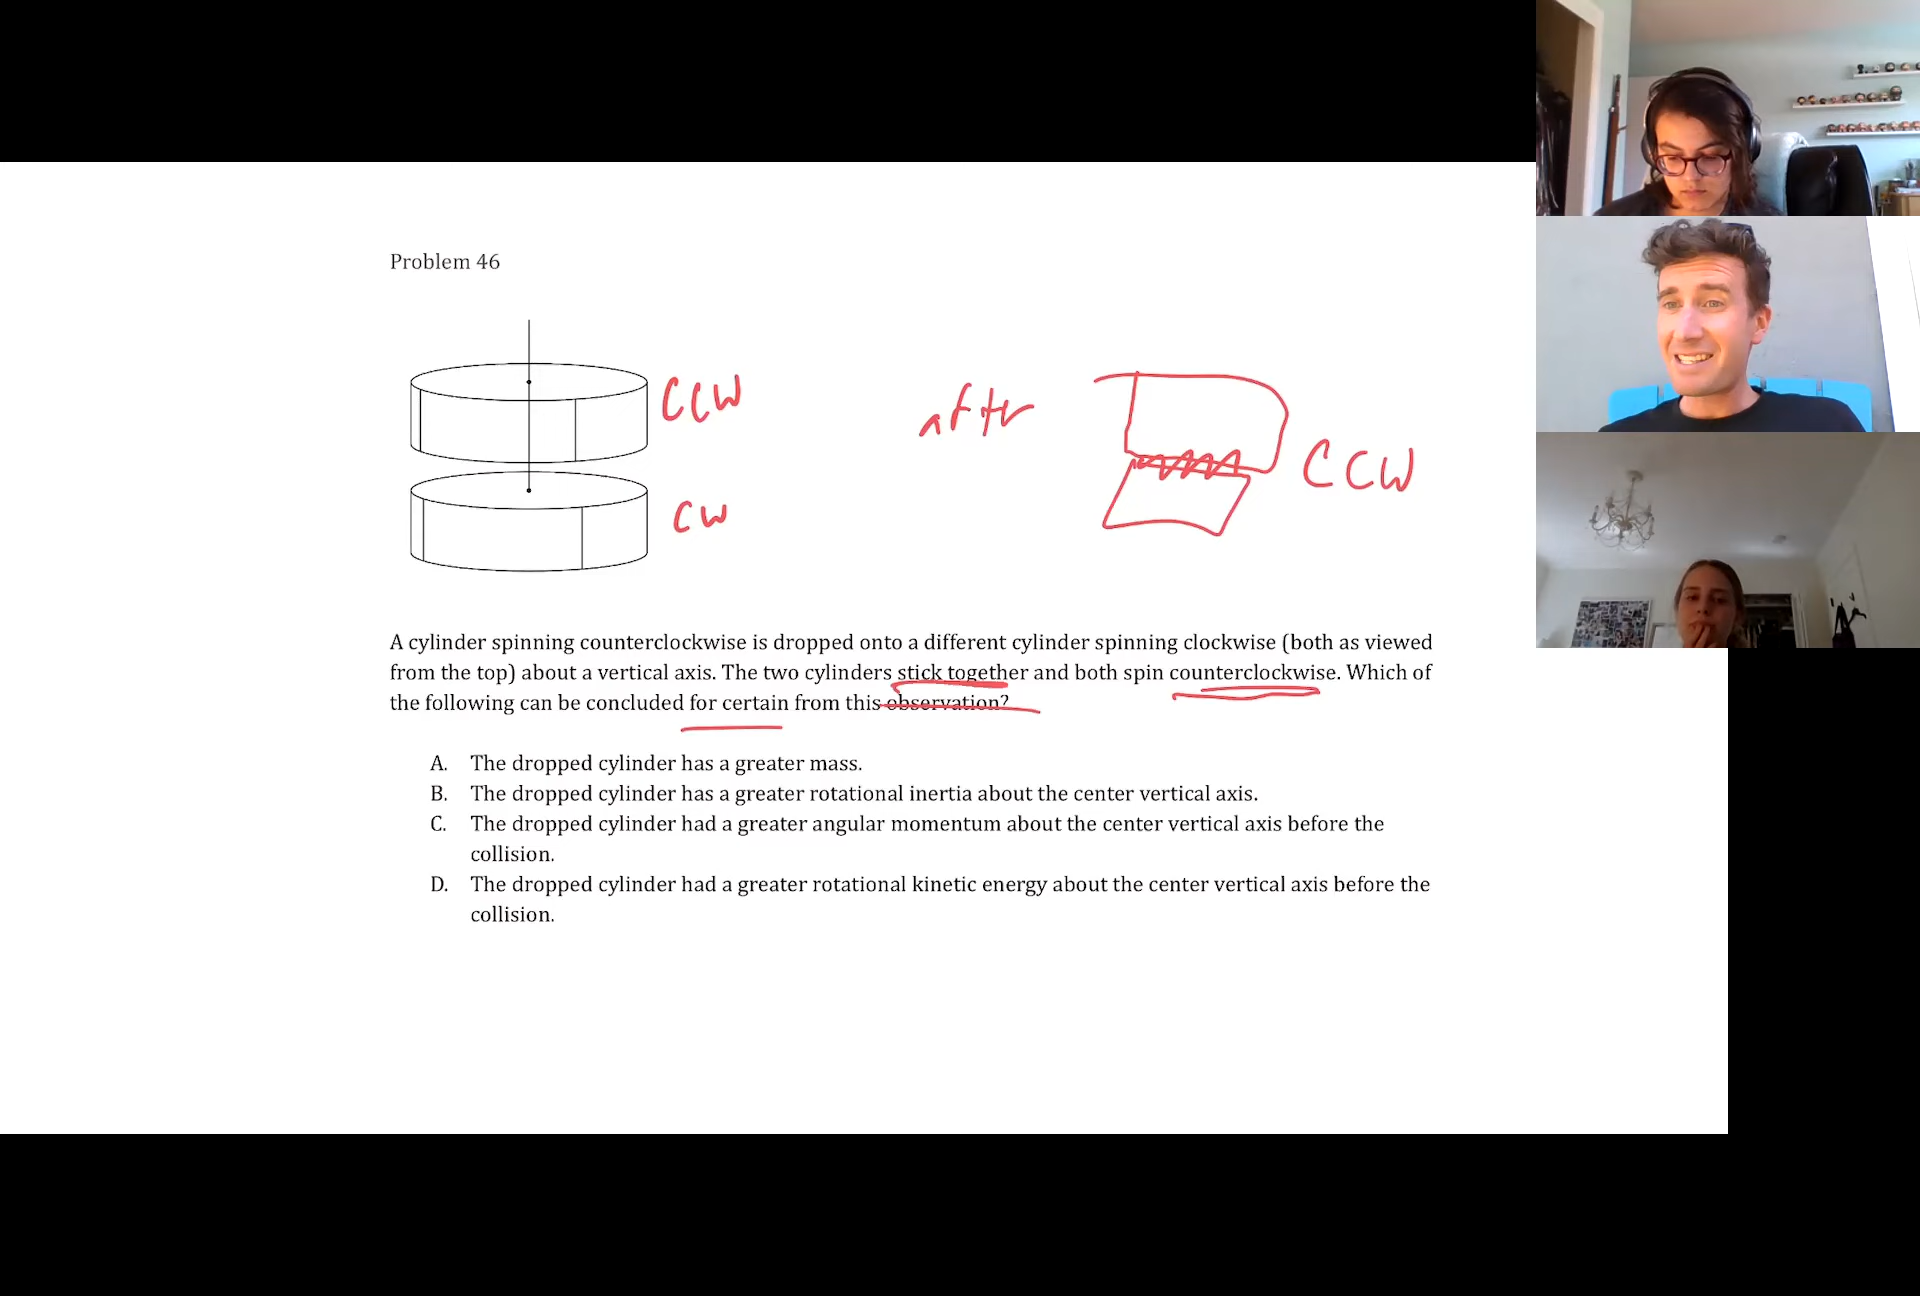 Problem 46
CCW
CW
after
CCW
A cylinder spinning counterclockwise is dropped onto a different cylinder spinning clockwise (both as viewed
from the top) about a vertical axis. The two cylinders stick together and both spin counterclockwise. Which of
the following can be concluded for certain from this observation?
A. The dropped cylinder has a greater mass.
B. The dropped cylinder has a greater rotational inertia about the center vertical axis.
C. The dropped cylinder had a greater angular momentum about the center vertical axis before the
collision.
D. The dropped cylinder had a greater rotational kinetic energy about the center vertical axis before the
collision.